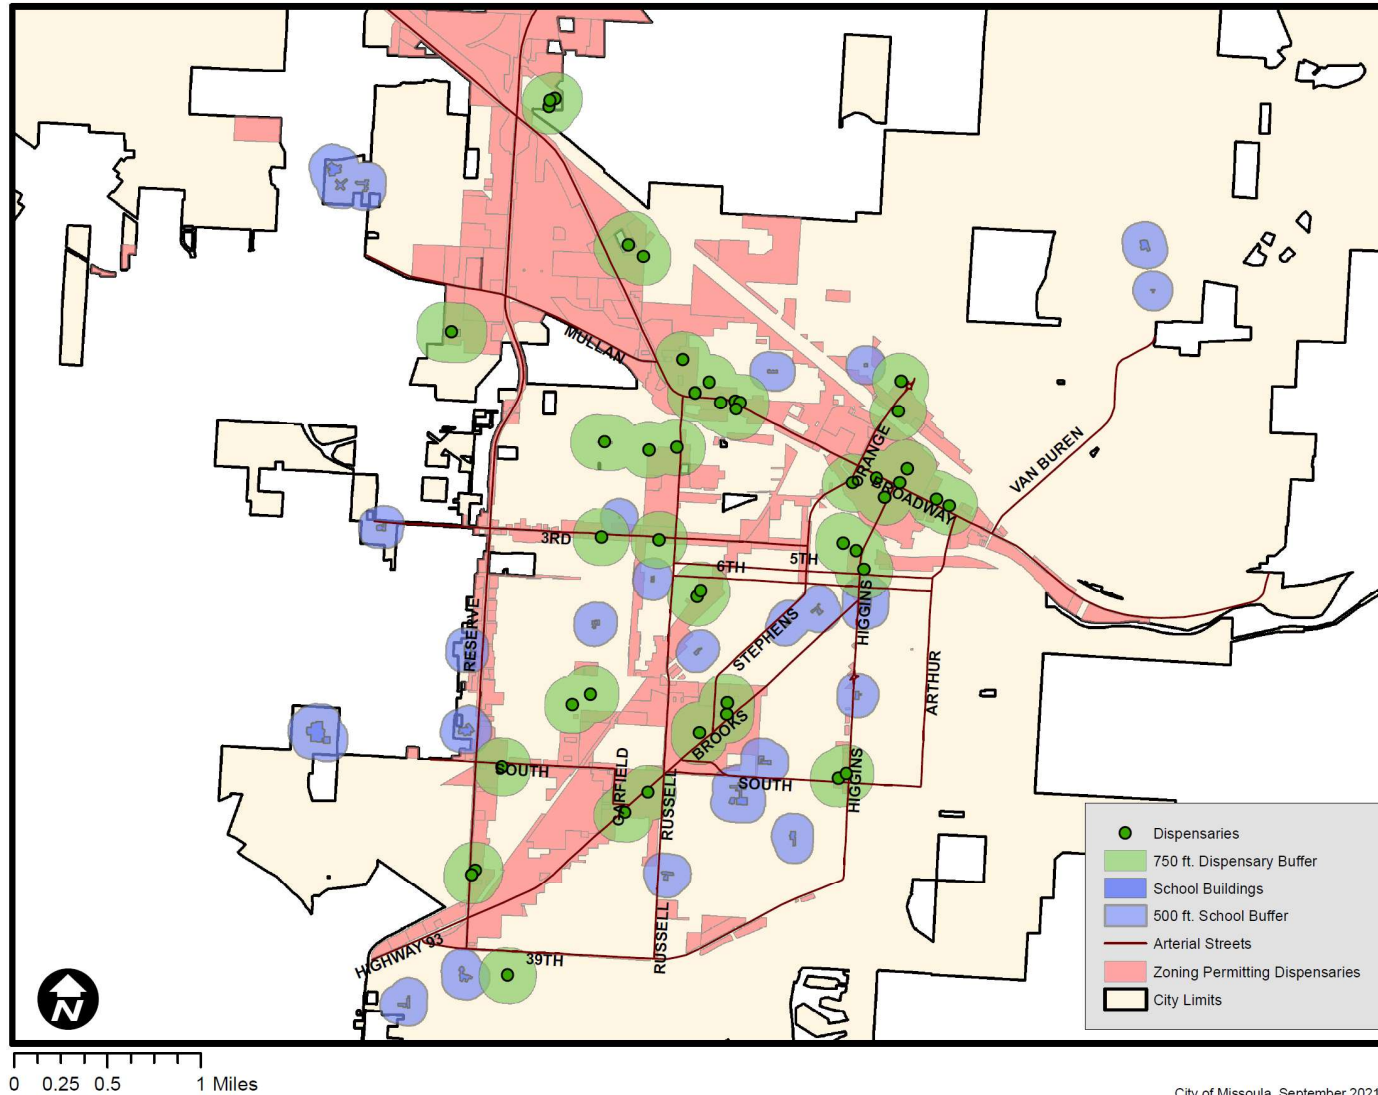 MULLAN
ORANGE
BROADWAY
VAN BUREN
3RD
5TH
6TH
RESERVE
STEPHENS
HIGGINS
ARTHUR
BROOKS
SOUTH
GARFIELD
RUSSELL
SOUTH
HIGGINS
RUSSELL
HIGHWAY 93
39TH
N
Dispensaries
750 ft. Dispensary Buffer
School Buildings
500 ft. School Buffer
Arterial Streets
Zoning Permitting Dispensaries
City Limits
0 0.25 0.5 1 Miles
City of Missoula, September 2021